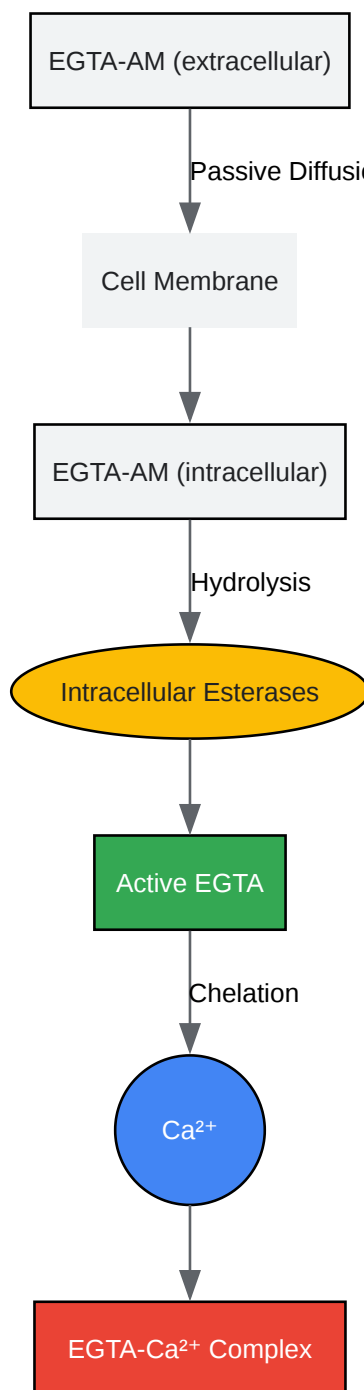 EGTA-AM (extracellular)
Passive Diffusi
Cell Membrane
EGTA-AM (intracellular)
Hydrolysis
Intracellular Esterases
Active EGTA
Chelation
Ca²⁺
EGTA-Ca²⁺ Complex